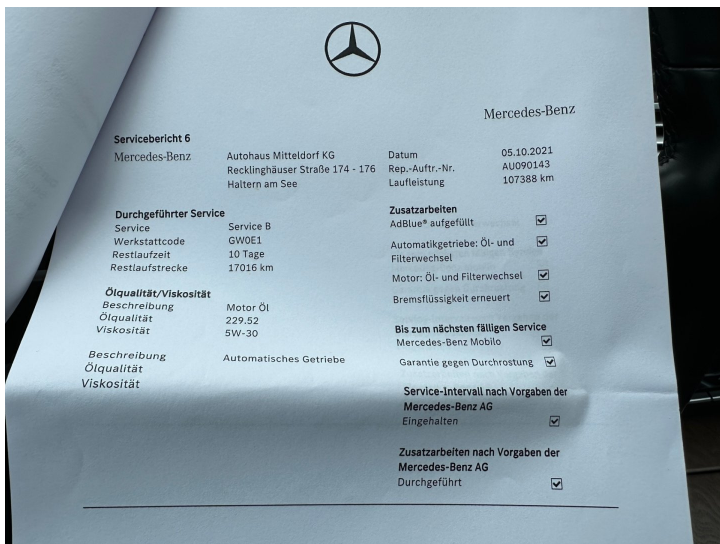 Mercedes-Benz
Servicebericht 6
Mercedes-Benz
Autohaus Mitteldorf KG
Recklinghäuser Straße 174 - 176
Haltern am See
Datum 05.10.2021
Rep.-Auftr.-Nr. AU090143
Laufleistung 107388 km
Durchgeführter Service
Service Service B
Werkstattcode GW0E1
Restlaufzeit 10 Tage
Restlaufstrecke 17016 km
Ölqualität/Viskosität
Beschreibung Motor Öl
Ölqualität 229.52
Viskosität 5W-30
Beschreibung Automatisches Getriebe
Ölqualität
Viskosität
Zusatzarbeiten
AdBlue® aufgefüllt
Automatikgetriebe: Öl- und
Filterwechsel
Motor: Öl- und Filterwechsel
Bremsflüssigkeit erneuert
Bis zum nächsten fälligen Service
Mercedes-Benz Mobilo
Garantie gegen Durchrostung
Service-Intervall nach Vorgaben der
Mercedes-Benz AG
Eingehalten
Zusatzarbeiten nach Vorgaben der
Mercedes-Benz AG
Durchgeführt